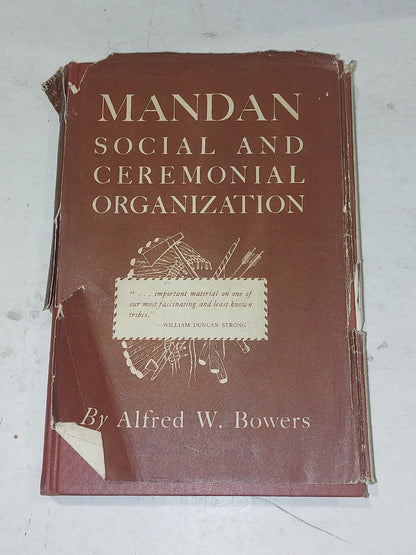 MANDAN
SOCIAL AND
CEREMONIAL
ORGANIZATION
". . . important material on one of
our most fascinating and least known
tribes."
—WILLIAM DUNCAN STRONG
By Alfred W. Bowers